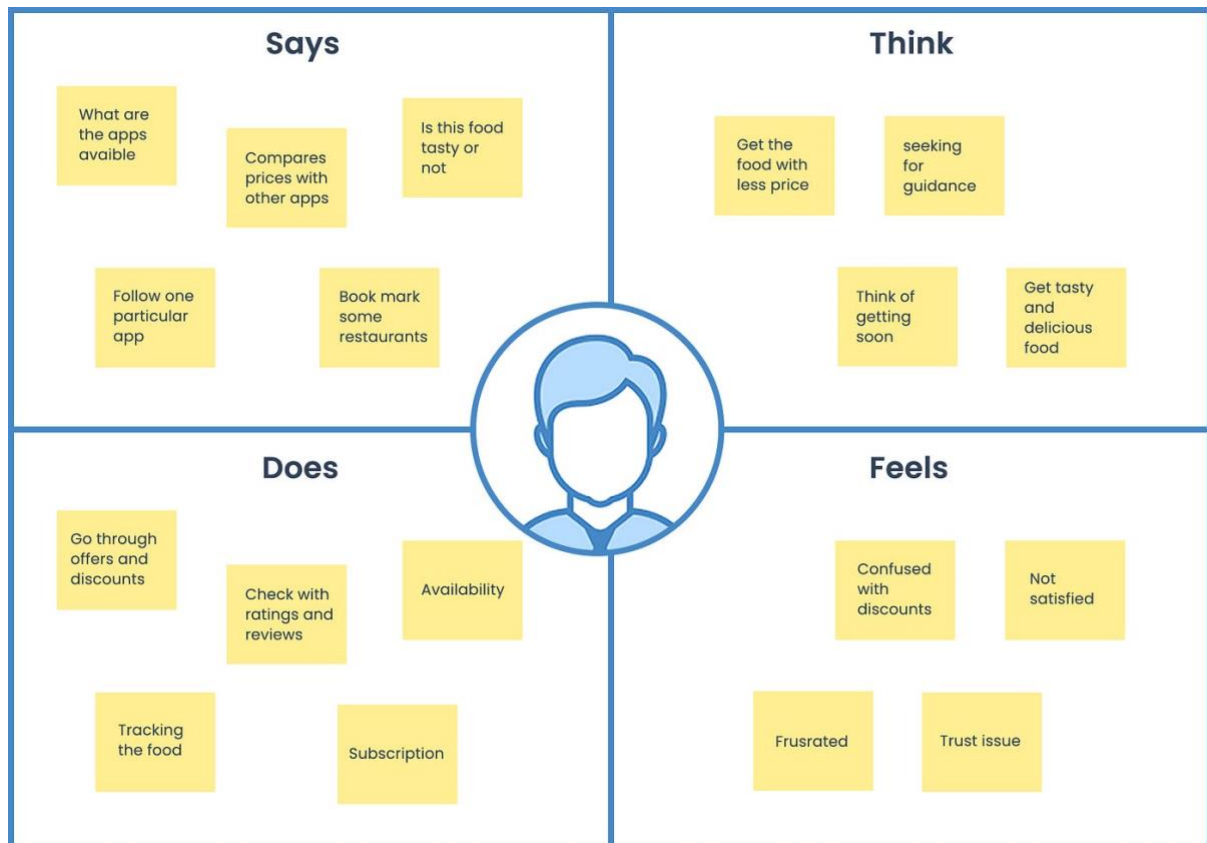 Says
What are
the apps
avaible
Compares
prices with
other apps
Is this food
tasty or
not
Follow one
particular
app
Book mark
some
restaurants
Think
Get the
food with
less price
seeking
for
guidance
Think of
getting
soon
Get tasty
and
delicious
food
Does
Go through
offers and
discounts
Check with
ratings and
reviews
Availability
Tracking
the food
Subscription
Feels
Confused
with
discounts
Not
satisfied
Frusrated
Trust issue